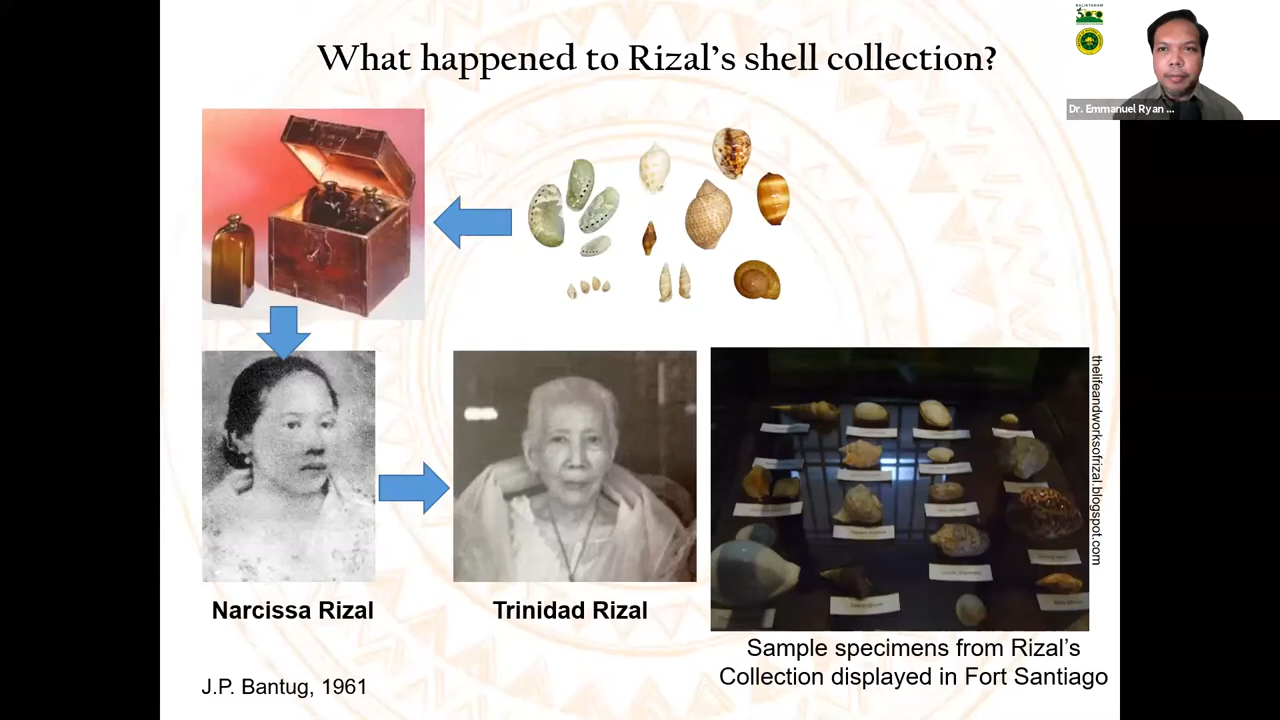 What happened to Rizal's shell collection?
Dr. Emmanuel Ryan ...
thelifeandworksofrizal.blogspot.com
Narcissa Rizal
Trinidad Rizal
Sample specimens from Rizal's
Collection displayed in Fort Santiago
J.P. Bantug, 1961